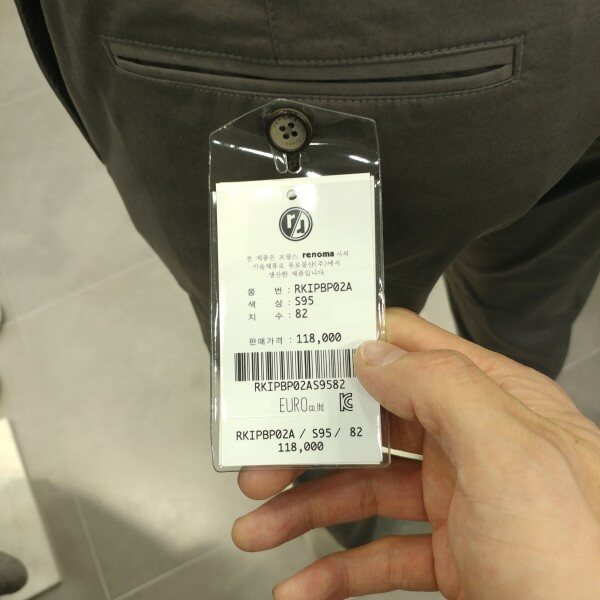 본 제품은 프랑스 renoma 사의
기술제휴로 유로물산(주)에서
생산한 제품입니다.
품 번 : RKIPBP02A
색 상 : S95
치 수 : 82
판매가격 : 118,000
RKIPBP02AS9582
EURO co,ltd
RKIPBP02A / S95 / 82
118,000